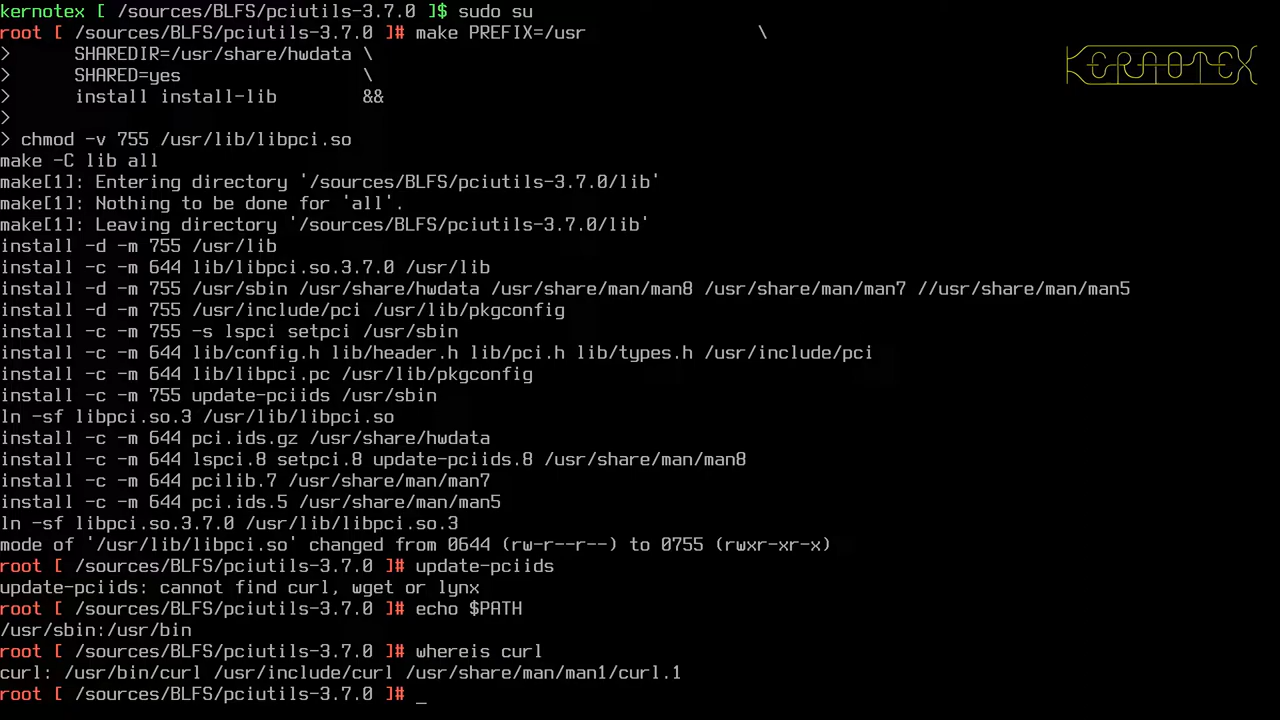 kernotex [ /sources/BLFS/pciutils-3.7.0 ]$ sudo su
root [ /sources/BLFS/pciutils-3.7.0 ]# make PREFIX=/usr                \
>      SHAREDIR=/usr/share/hwdata \
>      SHARED=yes                 \
>      install install-lib        &&
>
> chmod -v 755 /usr/lib/libpci.so
make -C lib all
make[1]: Entering directory '/sources/BLFS/pciutils-3.7.0/lib'
make[1]: Nothing to be done for 'all'.
make[1]: Leaving directory '/sources/BLFS/pciutils-3.7.0/lib'
install -d -m 755 /usr/lib
install -c -m 644 lib/libpci.so.3.7.0 /usr/lib
install -d -m 755 /usr/sbin /usr/share/hwdata /usr/share/man/man8 /usr/share/man/man7 //usr/share/man/man5
install -d -m 755 /usr/include/pci /usr/lib/pkgconfig
install -c -m 755 -s lspci setpci /usr/sbin
install -c -m 644 lib/config.h lib/header.h lib/pci.h lib/types.h /usr/include/pci
install -c -m 644 lib/libpci.pc /usr/lib/pkgconfig
install -c -m 755 update-pciids /usr/sbin
ln -sf libpci.so.3 /usr/lib/libpci.so
install -c -m 644 pci.ids.gz /usr/share/hwdata
install -c -m 644 lspci.8 setpci.8 update-pciids.8 /usr/share/man/man8
install -c -m 644 pcilib.7 /usr/share/man/man7
install -c -m 644 pci.ids.5 /usr/share/man/man5
ln -sf libpci.so.3.7.0 /usr/lib/libpci.so.3
mode of '/usr/lib/libpci.so' changed from 0644 (rw-r--r--) to 0755 (rwxr-xr-x)
root [ /sources/BLFS/pciutils-3.7.0 ]# update-pciids
update-pciids: cannot find curl, wget or lynx
root [ /sources/BLFS/pciutils-3.7.0 ]# echo $PATH
/usr/sbin:/usr/bin
root [ /sources/BLFS/pciutils-3.7.0 ]# whereis curl
curl: /usr/bin/curl /usr/include/curl /usr/share/man/man1/curl.1
root [ /sources/BLFS/pciutils-3.7.0 ]# _
KERNOTEX